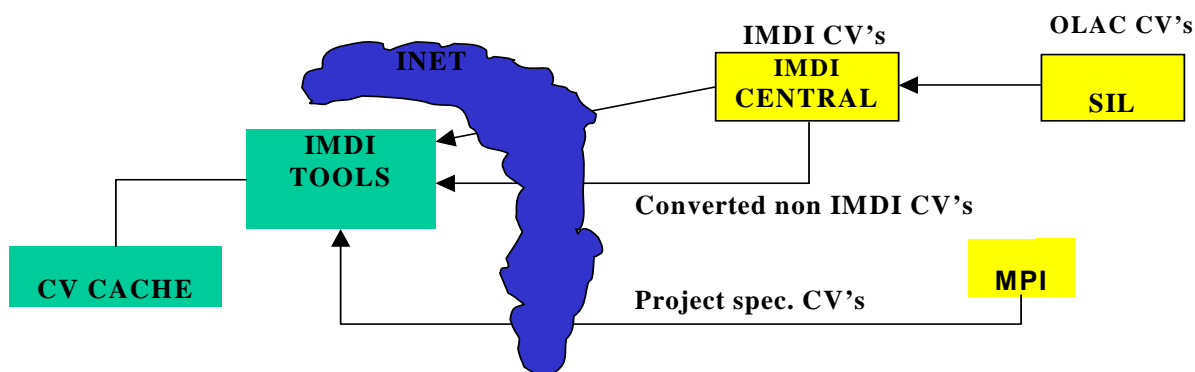 OLAC CV’s
IMDI CV’s
INET
IMDI
CENTRAL
SIL
IMDI
TOOLS
Converted non IMDI CV’s
CV CACHE
MPI
Project spec. CV’s